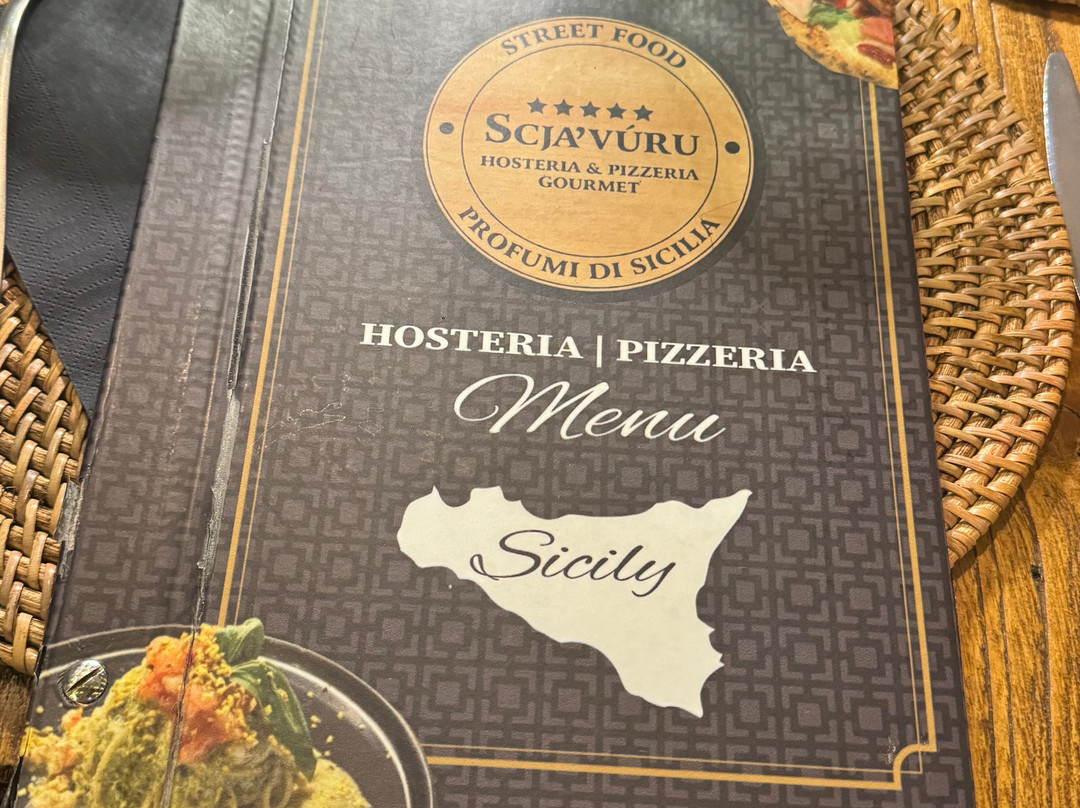 STREET FOOD
SCJA'VÚRU
HOSTERIA & PIZZERIA
GOURMET
PROFUMI DI SICILIA
HOSTERIA | PIZZERIA
Menu
Sicily